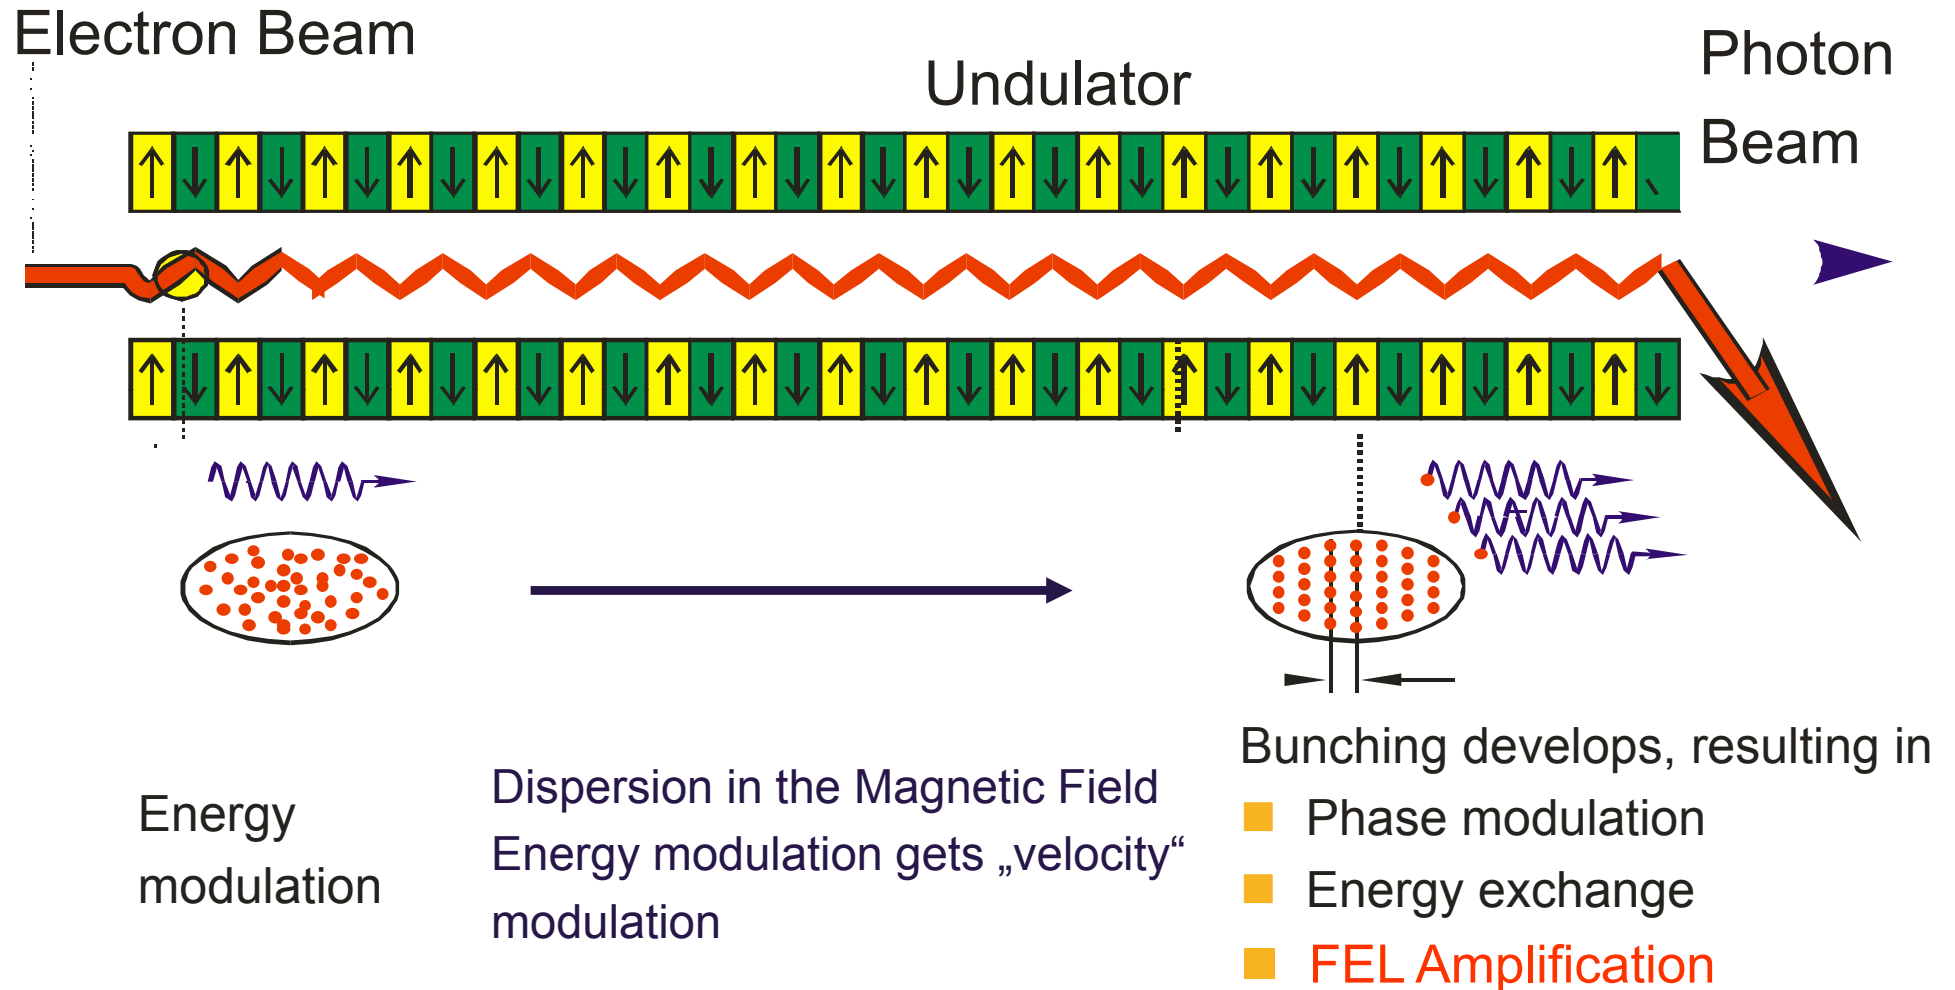 Electron Beam
Undulator
Photon
Beam
Energy
modulation
Dispersion in the Magnetic Field
Energy modulation gets „velocity“
modulation
Bunching develops, resulting in
Phase modulation
Energy exchange
FEL Amplification